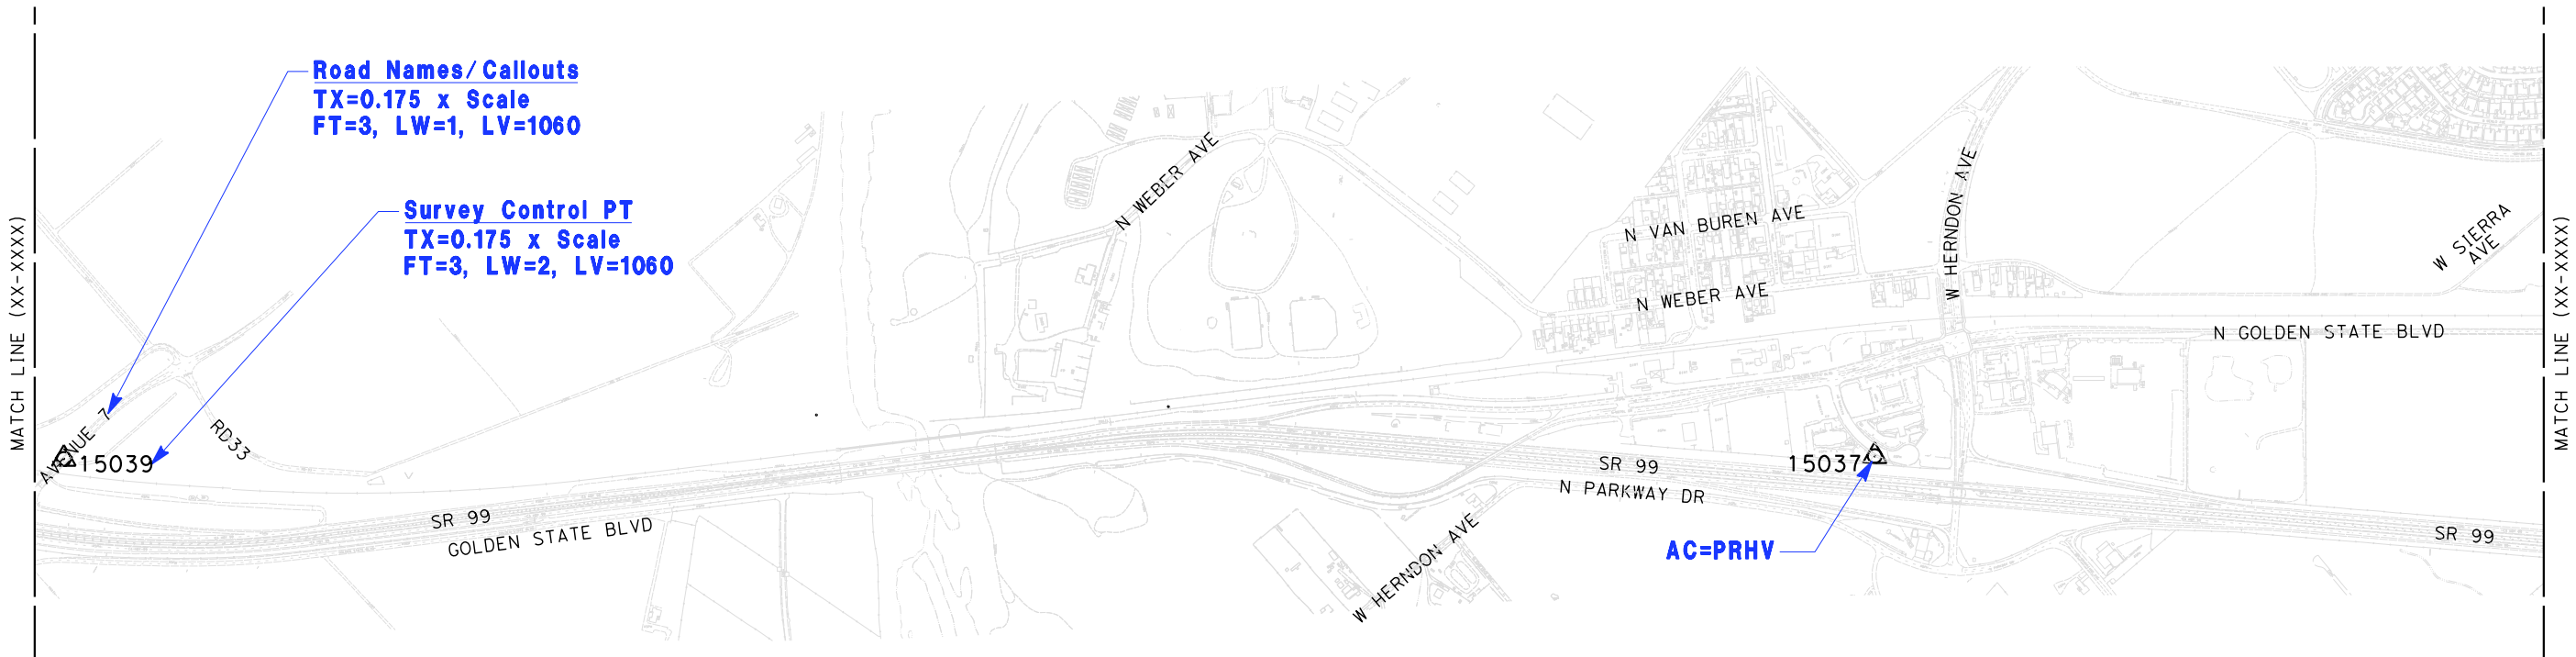 Road Names/Callouts
TX=0.175 x Scale
FT=3, LW=1, LV=1060
Survey Control PT
TX=0.175 x Scale
FT=3, LW=2, LV=1060
MATCH LINE (XX-XXXX)
AVENUE 7
15039
RD33
SR 99
GOLDEN STATE BLVD
N WEBER AVE
N VAN BUREN AVE
N WEBER AVE
W HERNDON AVE
W SIERRA
AVE
N GOLDEN STATE BLVD
SR 99
15037
N PARKWAY DR
W HERNDON AVE
AC=PRHV
SR 99
MATCH LINE (XX-XXXX)